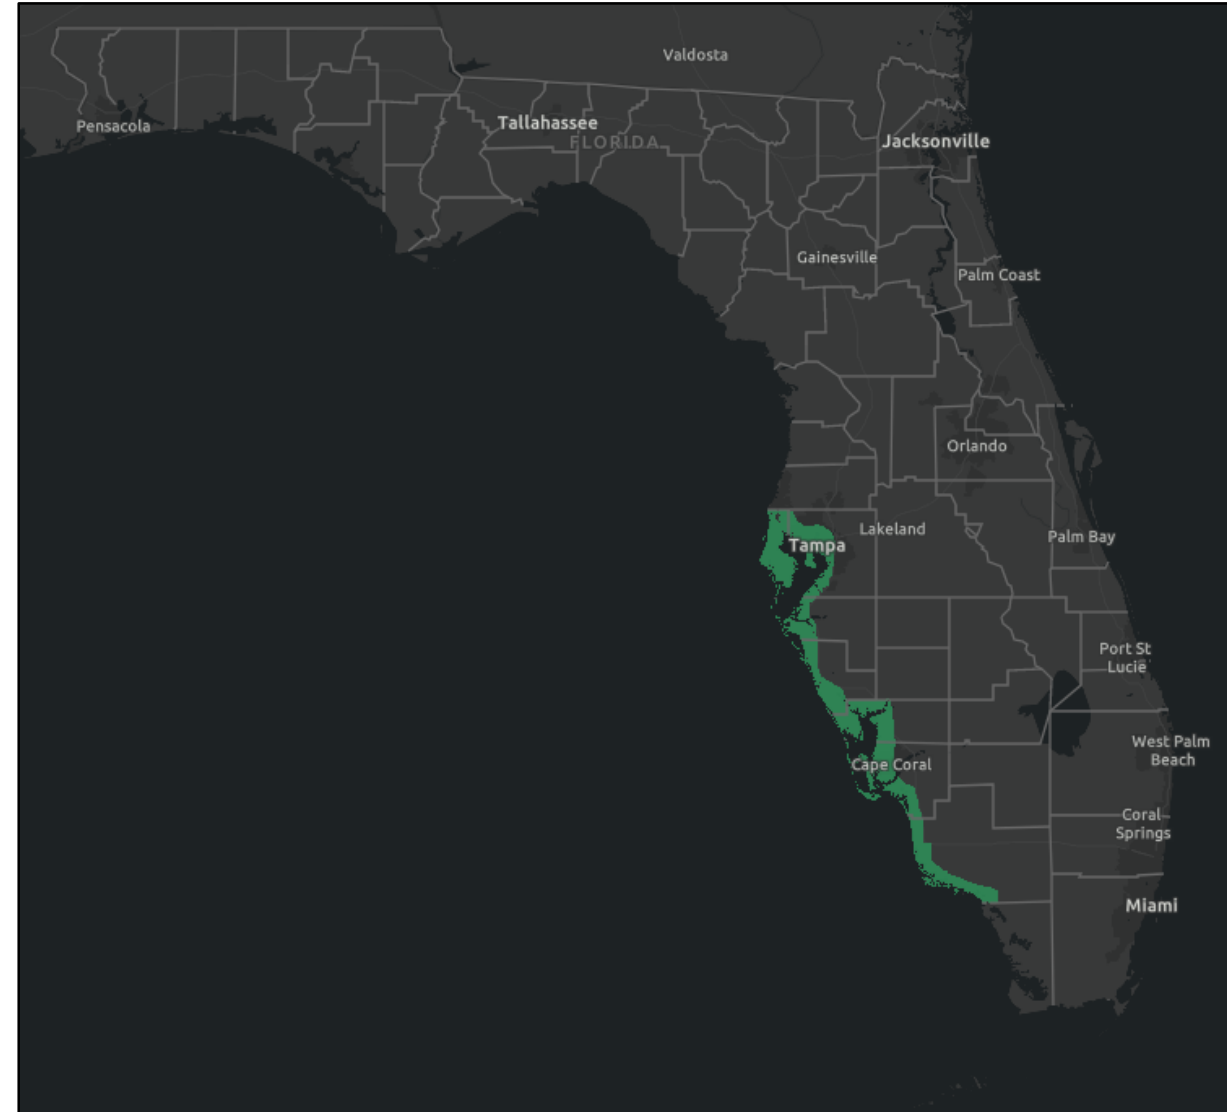 Valdosta
Pensacola
Tallahassee
FLORIDA
Jacksonville
Gainesville
Palm Coast
Orlando
Lakeland
Palm Bay
Tampa
Port St
Lucie
West Palm
Beach
Cape Coral
Coral
Springs
Miami